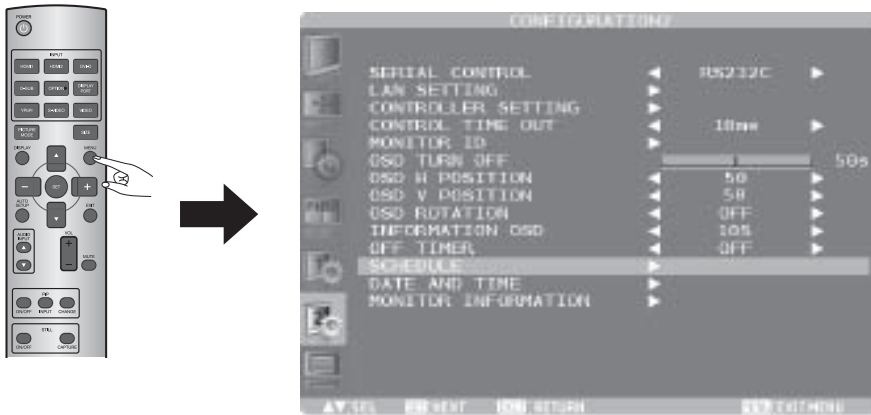 POWER
INPUT
HDMI1 HDMI2 DVI-D
D-SUB OPTION DISPLAY PORT
Y/Pb/Pr S-VIDEO VIDEO
PICTURE MODE SIZE
DISPLAY MENU
SET
AUTO SETUP EXIT
AUDIO INPUT VOL
MUTE
PIP
ON/OFF INPUT CHANGE
STILL
ON/OFF CAPTURE
CONFIGURATION2
SERIAL CONTROL RS232C
LAN SETTING
CONTROLLER SETTING
CONTROL TIME OUT 10ms
MONITOR ID
OSD TURN OFF 50s
OSD H POSITION 50
OSD V POSITION 50
OSD ROTATION OFF
INFORMATION OSD 10S
OFF TIMER OFF
SCHEDULE
DATE AND TIME
MONITOR INFORMATION
▲▼:SEL NEXT RETURN EXITMENU